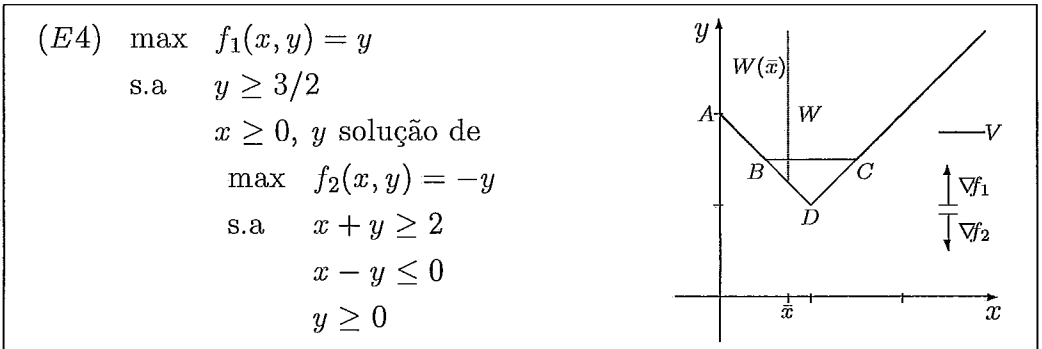 (E4) max f₁(x, y) = y
s.a y ≥ 3/2
x ≥ 0, y solução de
max f₂(x, y) = −y
s.a x + y ≥ 2
x − y ≤ 0
y ≥ 0
y
W(x̄)
A
W
V
B
C
∇f₁
D
∇f₂
x̄
x